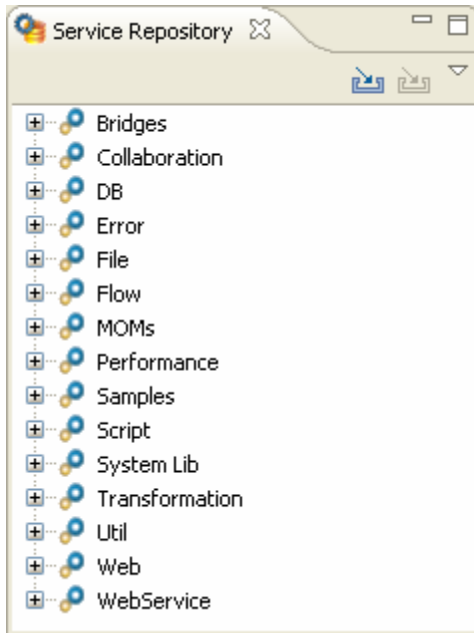 Service Repository
Bridges
Collaboration
DB
Error
File
Flow
MOMs
Performance
Samples
Script
System Lib
Transformation
Util
Web
WebService